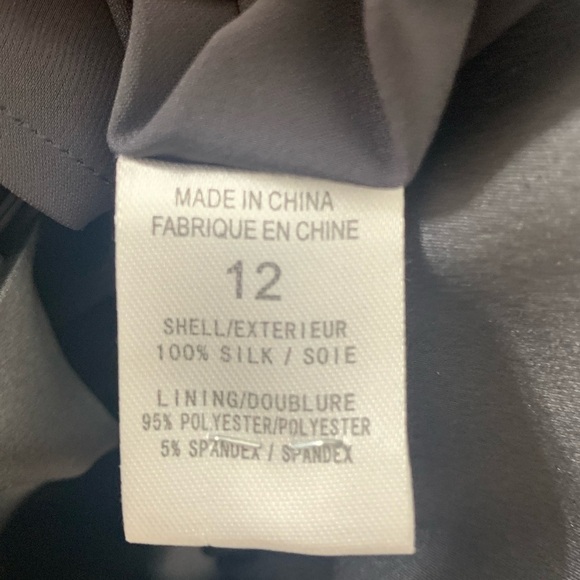 MADE IN CHINA
FABRIQUE EN CHINE
12
SHELL/EXTERIEUR
100% SILK / SOIE
LINING/DOUBLURE
95% POLYESTER/POLYESTER
5% SPANDEX / SPANDEX